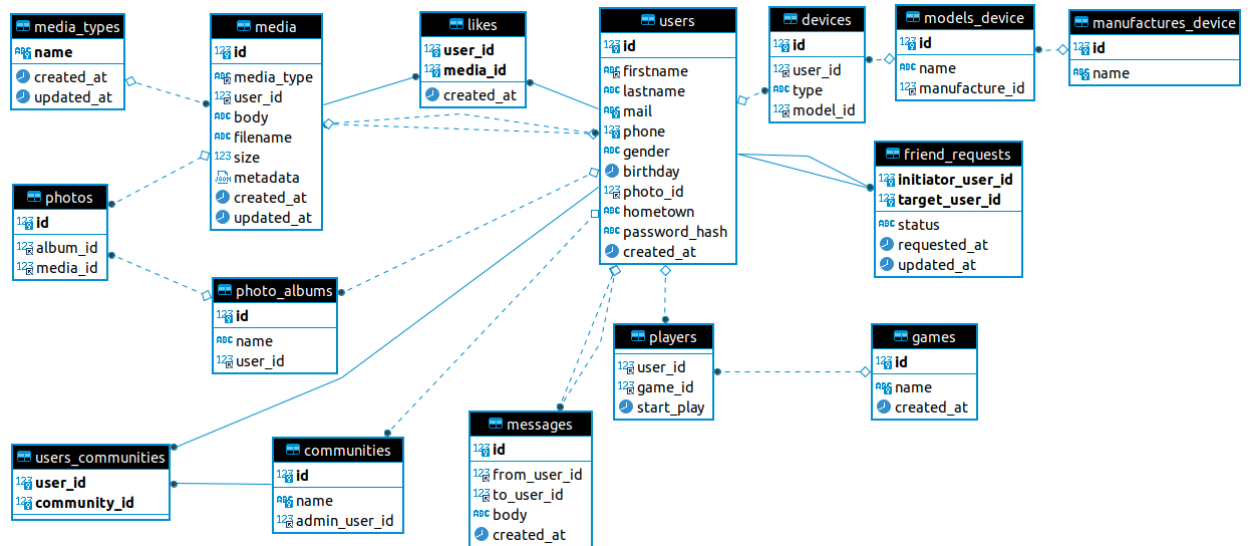 media_types
name
created_at
updated_at
media
id
media_type
user_id
body
filename
size
metadata
created_at
updated_at
likes
user_id
media_id
created_at
users
id
firstname
lastname
mail
phone
gender
birthday
photo_id
hometown
password_hash
created_at
devices
id
user_id
type
model_id
models_device
id
name
manufacture_id
manufactures_device
id
name
friend_requests
initiator_user_id
target_user_id
status
requested_at
updated_at
photos
id
album_id
media_id
photo_albums
id
name
user_id
players
user_id
game_id
start_play
games
id
name
created_at
users_communities
user_id
community_id
communities
id
name
admin_user_id
messages
id
from_user_id
to_user_id
body
created_at